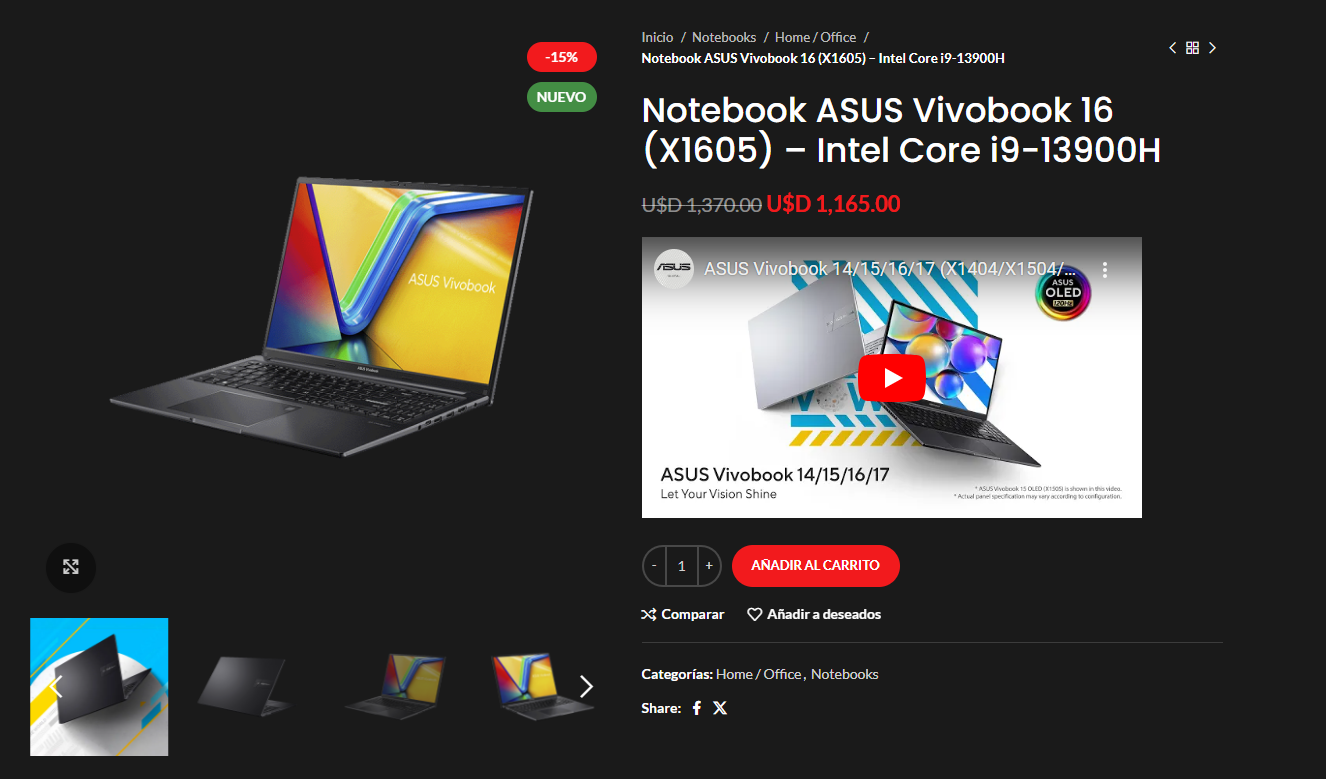 -15%
NUEVO
ASUS Vivobook
Inicio / Notebooks / Home / Office /
Notebook ASUS Vivobook 16 (X1605) – Intel Core i9-13900H
Notebook ASUS Vivobook 16
(X1605) – Intel Core i9-13900H
U$D 1,370.00 U$D 1,165.00
ASUS
ASUS Vivobook 14/15/16/17 (X1404/X1504/...
ASUS
OLED
120Hz
ASUS Vivobook 14/15/16/17
Let Your Vision Shine
* ASUS Vivobook 15 OLED (X1505) is shown in this video.
* Actual panel specification may vary according to configuration.
- 1 +
AÑADIR AL CARRITO
Comparar
Añadir a deseados
Categorías: Home / Office, Notebooks
Share: